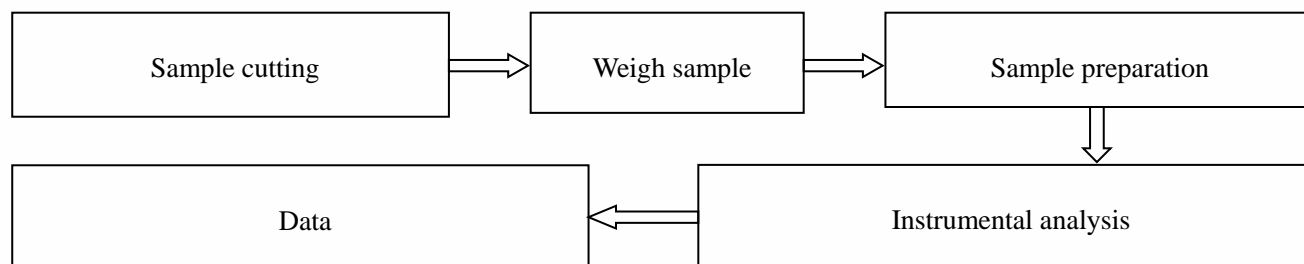 Sample cutting
Weigh sample
Sample preparation
Instrumental analysis
Data